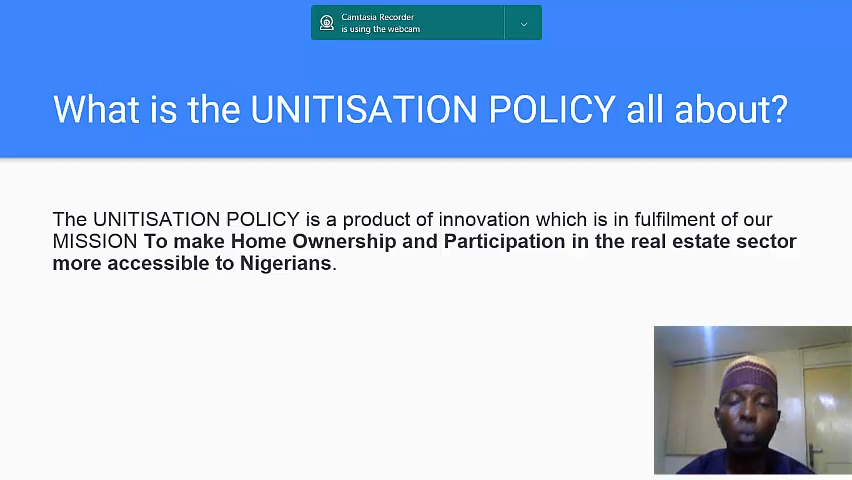 Camtasia Recorder
is using the webcam
What is the UNITISATION POLICY all about?
The UNITISATION POLICY is a product of innovation which is in fulfilment of our
MISSION To make Home Ownership and Participation in the real estate sector
more accessible to Nigerians.